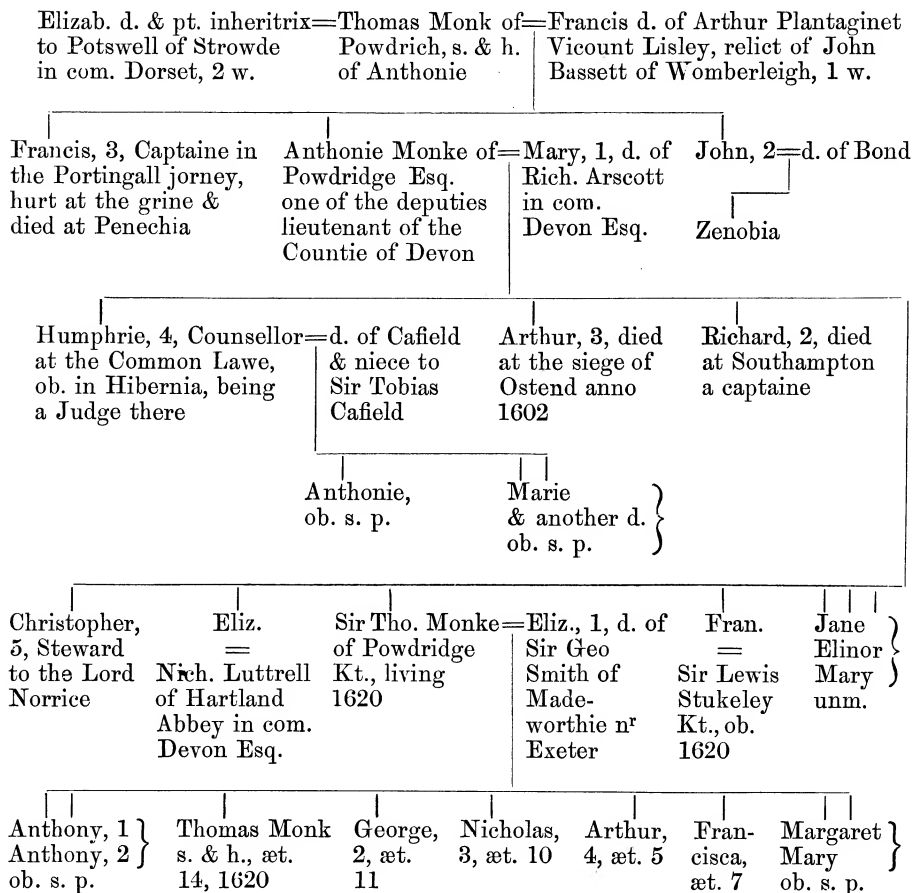 Elizab. d. & pt. inheritrix=Thomas Monk of=Francis d. of Arthur Plantaginet
to Potswell of Strowde
in com. Dorset, 2 w.
Powdrich, s. & h.
of Anthonie
Vicount Lisley, relict of John
Bassett of Womberleigh, 1 w.
Francis, 3, Captaine in
the Portingall jorney,
hurt at the grine &
died at Penechia
Anthonie Monke of=
Powdridge Esq.
one of the deputies
lieutenant of the
Countie of Devon
Mary, 1, d. of
Rich. Arscott
in com.
Devon Esq.
John, 2=d. of Bond
Zenobia
Humphrie, 4, Counsellor=
at the Common Lawe,
ob. in Hibernia, being
a Judge there
d. of Cafield
& niece to
Sir Tobias
Cafield
Arthur, 3, died
at the siege of
Ostend anno
1602
Richard, 2, died
at Southampton
a captaine
Anthonie,
ob. s. p.
Marie
& another d.
ob. s. p.
Christopher,
5, Steward
to the Lord
Norrice
Eliz.
=
Nich. Luttrell
of Hartland
Abbey in com.
Devon Esq.
Sir Tho. Monke=
of Powdridge
Kt., living
1620
Eliz., 1, d. of
Sir Geo
Smith of
Made-
worthie nʳ
Exeter
Fran.
=
Sir Lewis
Stukeley
Kt., ob.
1620
Jane
Elinor
Mary
unm.
Anthony, 1
Anthony, 2
ob. s. p.
Thomas Monk
s. & h., æt.
14, 1620
George,
2, æt.
11
Nicholas,
3, æt. 10
Arthur,
4, æt. 5
Fran-
cisca,
æt. 7
Margaret
Mary
ob. s. p.